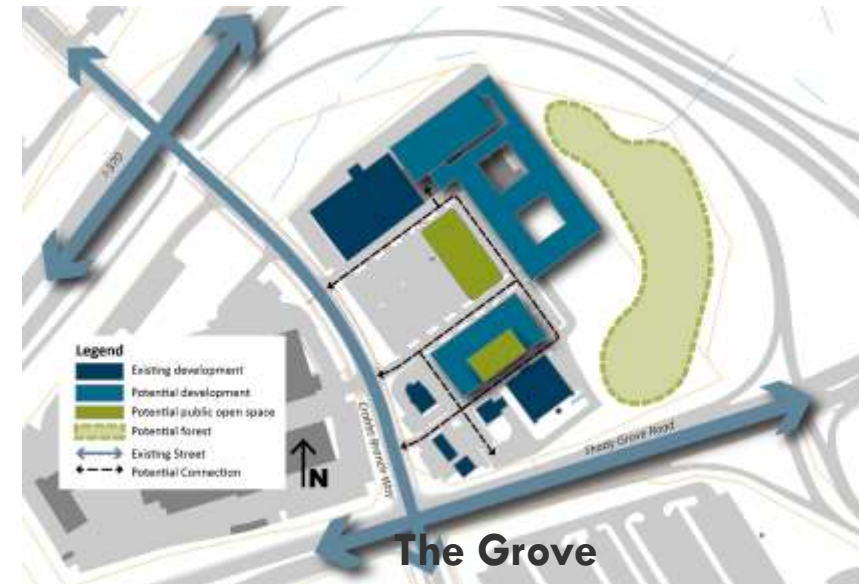 I-370
Legend
Existing development
Potential development
Potential public open space
Potential forest
Existing Street
Potential Connection
N
Crabbs Branch Way
Shady Grove Road
The Grove